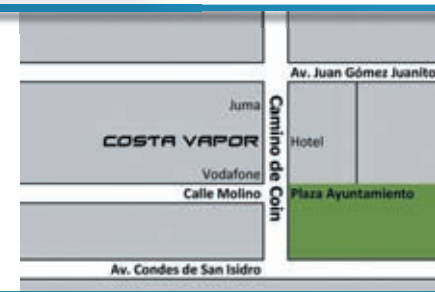 Av. Juan Gómez Juanito
Juma
COSTA VAPOR
Hotel
Vodafone
Camino de Coin
Calle Molino
Plaza Ayuntamiento
Av. Condes de San Isidro